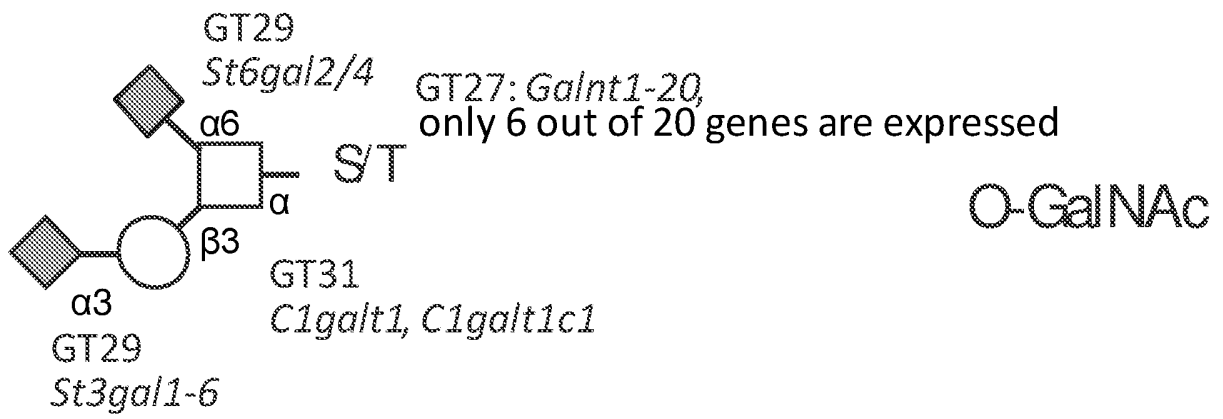 GT29
St6gal2/4
GT27: Galnt1-20,
only 6 out of 20 genes are expressed
α6
S/T
α
O-GalNAc
β3
α3
GT31
C1galt1, C1galt1c1
GT29
St3gal1-6